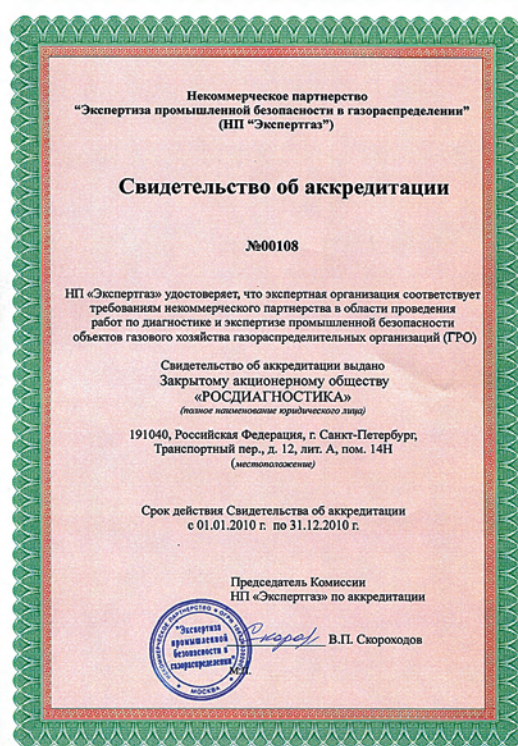 Некоммерческое партнерство
"Экспертиза промышленной безопасности в газораспределении"
(НП "Экспертгаз")
Свидетельство об аккредитации
№00108
НП «Экспертгаз» удостоверяет, что экспертная организация соответствует
требованиям некоммерческого партнерства в области проведения
работ по диагностике и экспертизе промышленной безопасности
объектов газового хозяйства газораспределительных организаций (ГРО)
Свидетельство об аккредитации выдано
Закрытому акционерному обществу
«РОСДИАГНОСТИКА»
(полное наименование юридического лица)
191040, Российская Федерация, г. Санкт-Петербург,
Транспортный пер., д. 12, лит. А, пом. 14Н
(местоположение)
Срок действия Свидетельства об аккредитации
с 01.01.2010 г. по 31.12.2010 г.
Председатель Комиссии
НП «Экспертгаз» по аккредитации
В.П. Скороходов
М.П.
НЕКОММЕРЧЕСКОЕ ПАРТНЕРСТВО ОГРН
"Экспертиза
промышленной
безопасности в
газораспределении"
МОСКВА